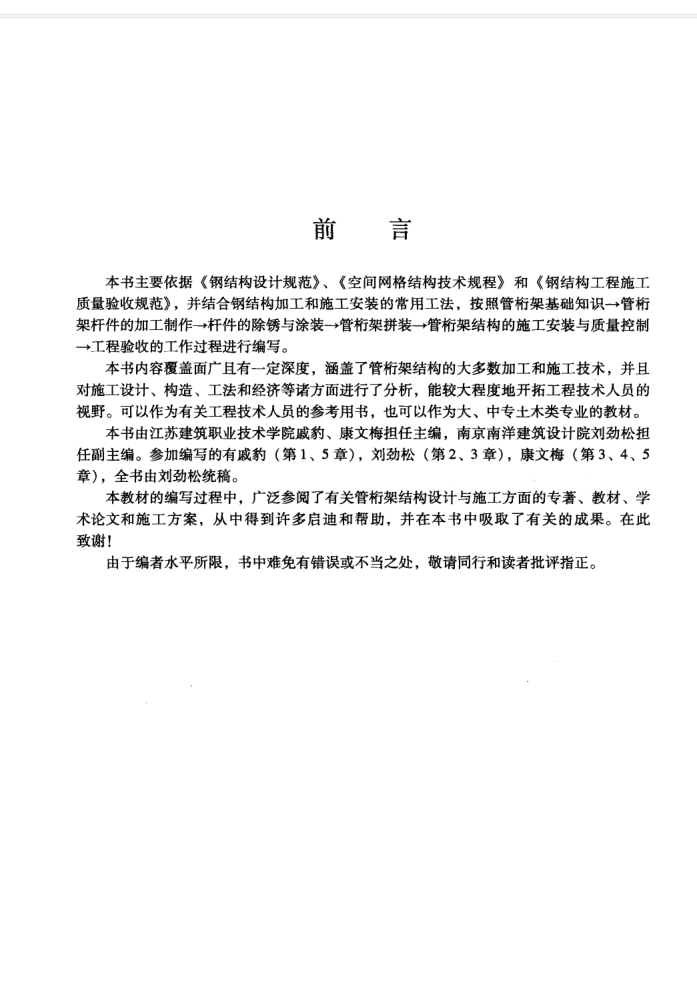 前 言
本书主要依据《钢结构设计规范》、《空间网格结构技术规程》和《钢结构工程施工
质量验收规范》，并结合钢结构加工和施工安装的常用工法，按照管桁架基础知识→管桁
架杆件的加工制作→杆件的除锈与涂装→管桁架拼装→管桁架结构的施工安装与质量控制
→工程验收的工作过程进行编写。
本书内容覆盖面广且有一定深度，涵盖了管桁架结构的大多数加工和施工技术，并且
对施工设计、构造、工法和经济等诸方面进行了分析，能较大程度地开拓工程技术人员的
视野。可以作为有关工程技术人员的参考用书，也可以作为大、中专土木类专业的教材。
本书由江苏建筑职业技术学院戚豹、康文梅担任主编，南京南洋建筑设计院刘劲松担
任副主编。参加编写的有戚豹（第1、5章），刘劲松（第2、3章），康文梅（第3、4、5
章），全书由刘劲松统稿。
本教材的编写过程中，广泛参阅了有关管桁架结构设计与施工方面的专著、教材、学
术论文和施工方案，从中得到许多启迪和帮助，并在本书中吸取了有关的成果。在此
致谢！
由于编者水平所限，书中难免有错误或不当之处，敬请同行和读者批评指正。